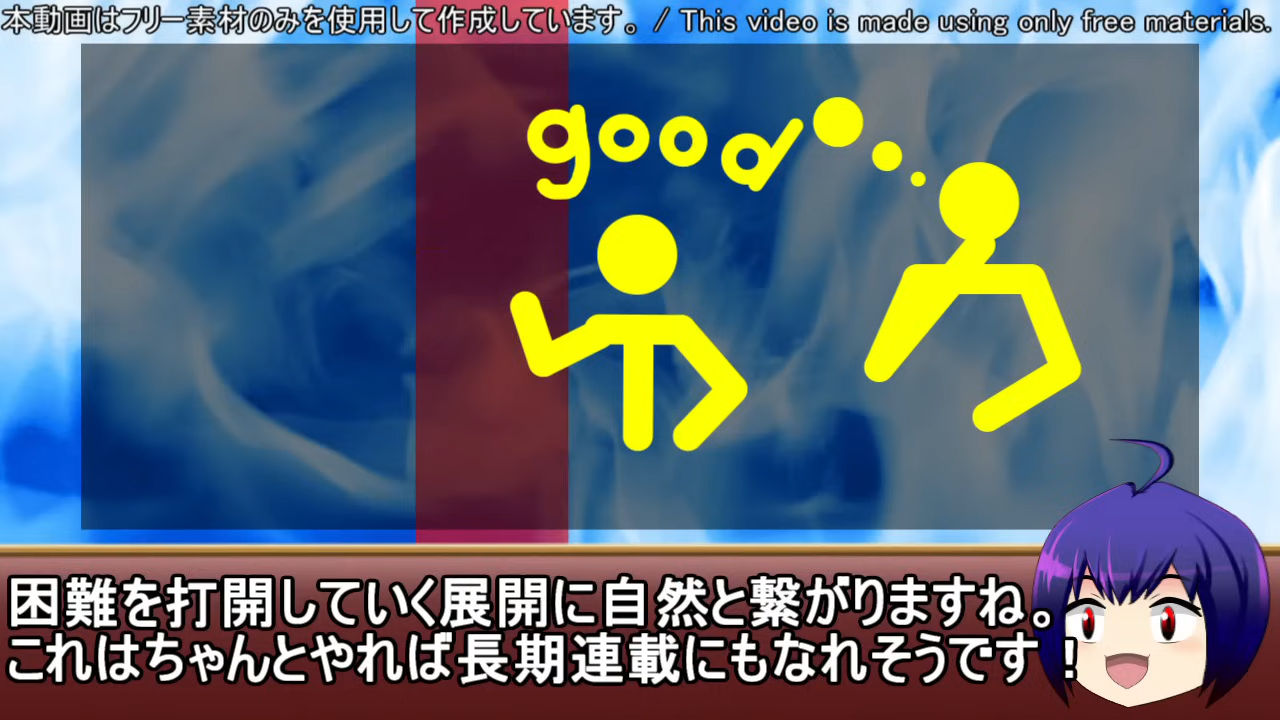 本動画はフリー素材のみを使用して作成しています。 / This video is made using only free materials.
good
困難を打開していく展開に自然と繋がりますね。
これはちゃんとやれば長期連載にもなれそうです！